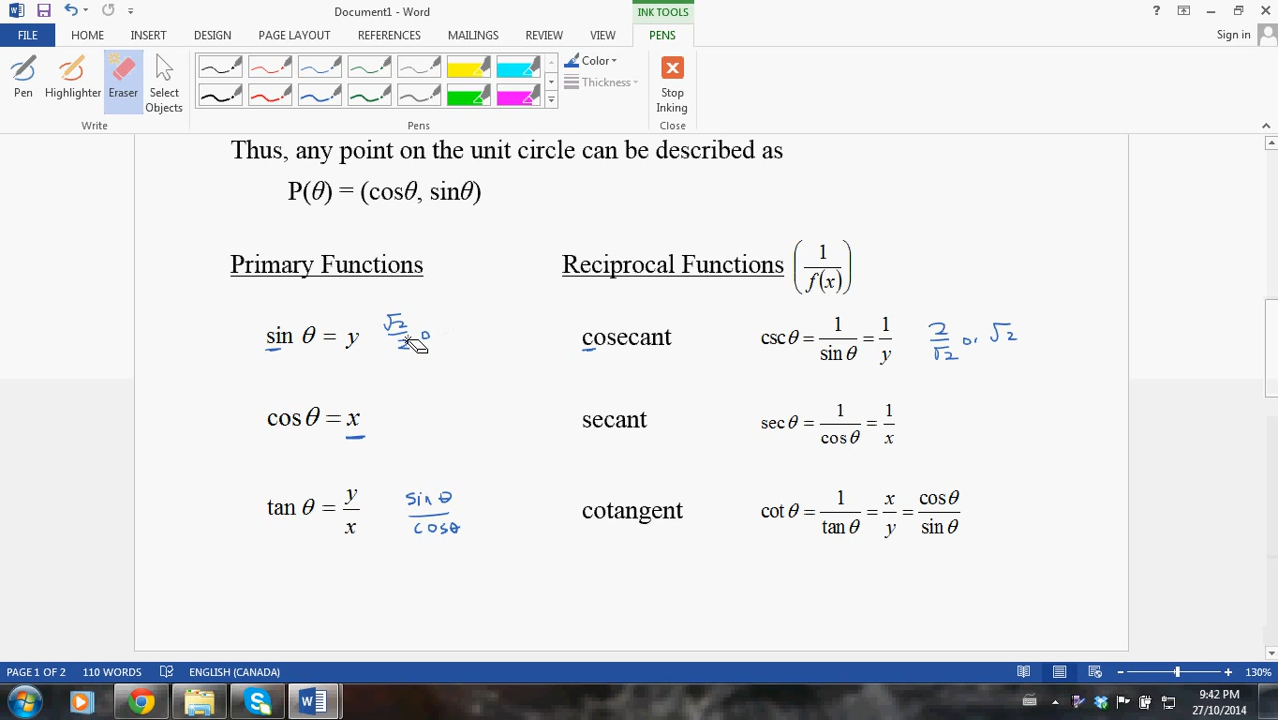 Document1 - Word
INK TOOLS
FILE HOME INSERT DESIGN PAGE LAYOUT REFERENCES MAILINGS REVIEW VIEW PENS
Sign in
Pen Highlighter Eraser Select Objects
Color
Thickness
Stop Inking
Write Pens Close
Thus, any point on the unit circle can be described as
P(θ) = (cosθ, sinθ)
Primary Functions Reciprocal Functions (1/f(x))
sin θ = y √2/2 cosecant csc θ = 1/sin θ = 1/y 2/√2 or √2
cos θ = x secant sec θ = 1/cos θ = 1/x
tan θ = y/x sin θ/cos θ cotangent cot θ = 1/tan θ = x/y = cos θ/sin θ
PAGE 1 OF 2 110 WORDS ENGLISH (CANADA) 130%
9:42 PM
27/10/2014